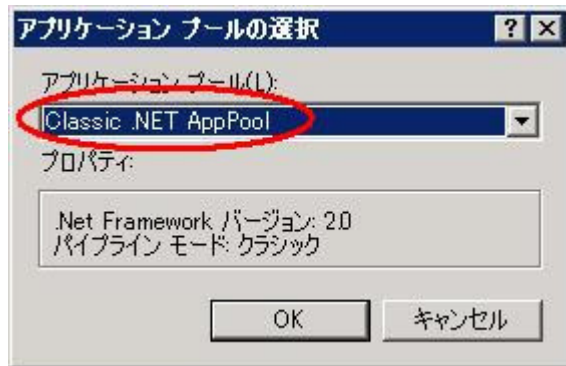 アプリケーション プールの選択
アプリケーション プール(L):
Classic .NET AppPool
プロパティ:
.Net Framework バージョン: 2.0
パイプライン モード: クラシック
OK
キャンセル